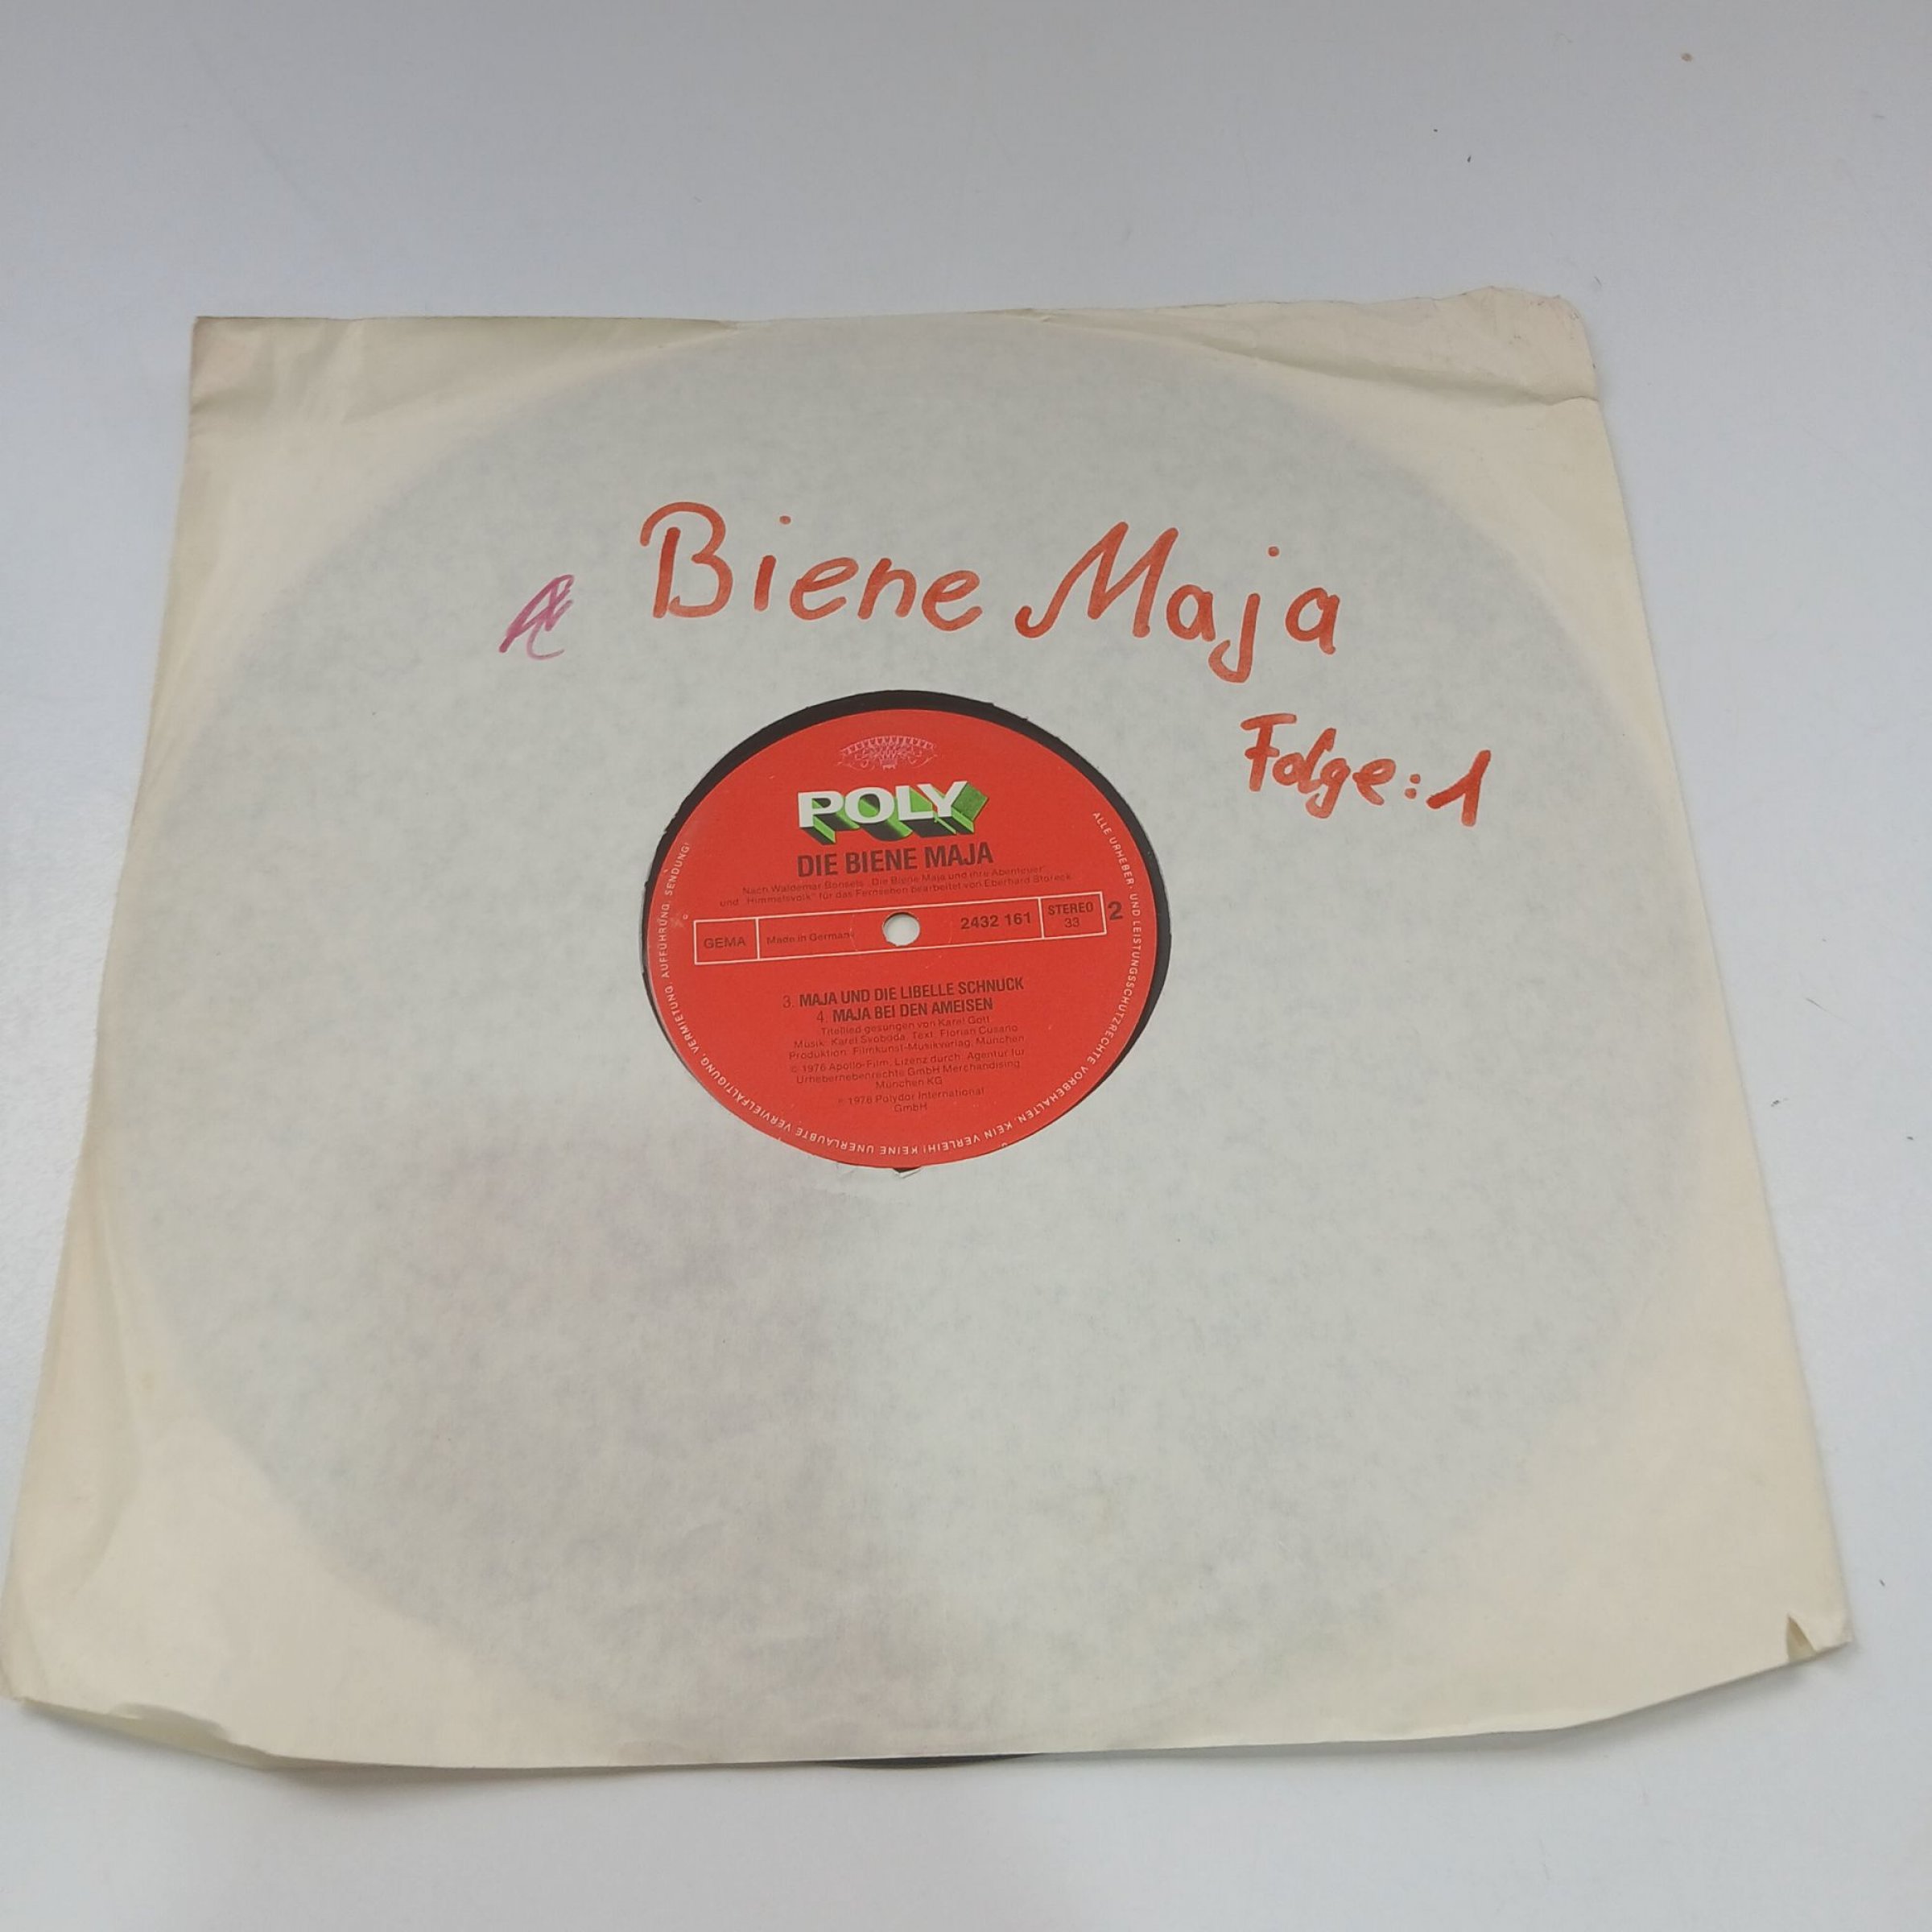 Biene Maja
Folge: 1
POLY
DIE BIENE MAJA
Nach Waldemar Bonsels „Die Biene Maja und ihre Abenteuer"
und „Himmelsvolk" für das Fernsehen bearbeitet von Eberhard Storeck
GEMA
Made in Germany
2432 161
STEREO
33
2
3. MAJA UND DIE LIBELLE SCHNUCK
4. MAJA BEI DEN AMEISEN
Titellied gesungen von Karel Gott
Musik: Karel Svoboda, Text: Florian Cusano
Produktion: Filmkunst-Musikverlag, München
© 1976 Apollo-Film, Lizenz durch: Agentur für
Urheberhebenrechte GmbH Merchandising
München KG
℗ 1976 Polydor International
GmbH
ALLE URHEBER- UND LEISTUNGSSCHUTZRECHTE VORBEHALTEN. KEIN VERLEIH! KEINE UNERLAUBTE VERVIELFÄLTIGUNG, VERMIETUNG, AUFFÜHRUNG, SENDUNG!